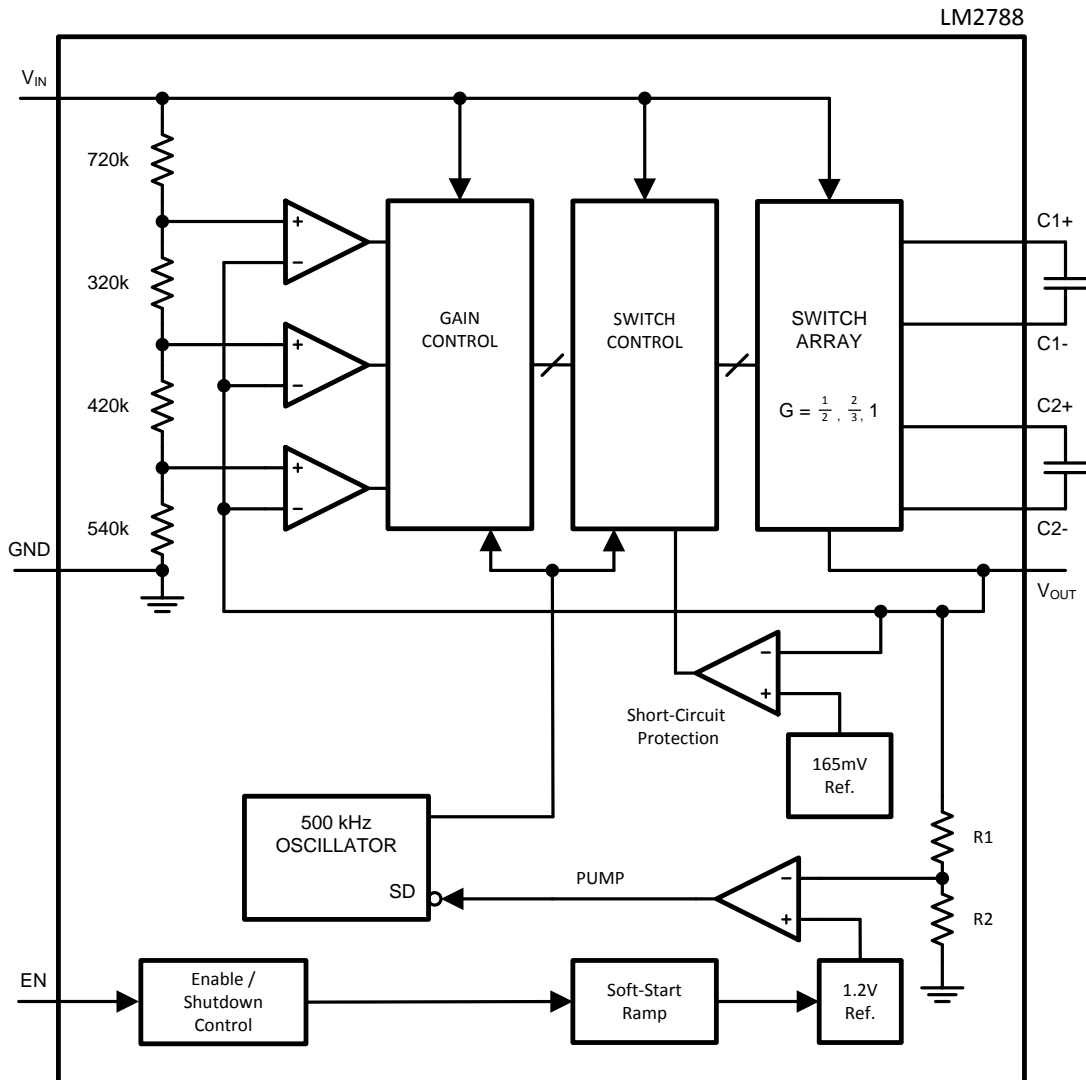 LM2788
VIN
720k
320k
420k
540k
GND
+
−
+
−
+
−
GAIN
CONTROL
SWITCH
CONTROL
SWITCH
ARRAY
G = 1/2, 2/3, 1
C1+
C1-
C2+
C2-
VOUT
−
+
Short-Circuit
Protection
165mV
Ref.
500 kHz
OSCILLATOR
SD
PUMP
−
+
R1
R2
EN
Enable /
Shutdown
Control
Soft-Start
Ramp
1.2V
Ref.